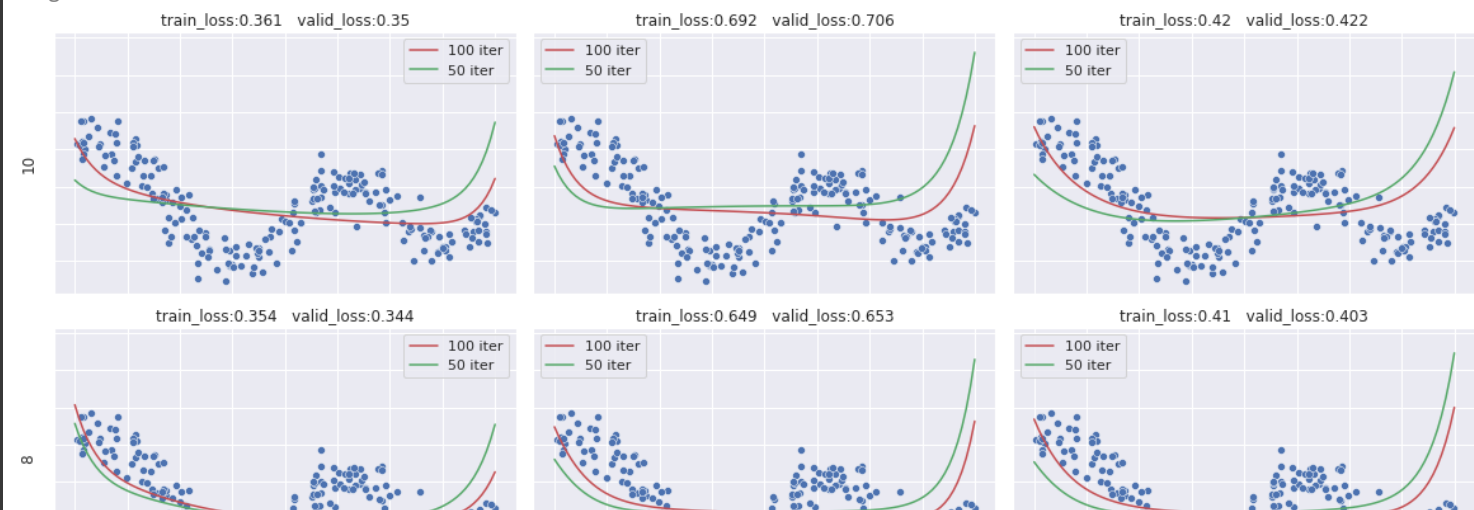 train_loss:0.361 valid_loss:0.35
100 iter
50 iter
train_loss:0.692 valid_loss:0.706
100 iter
50 iter
train_loss:0.42 valid_loss:0.422
100 iter
50 iter
10
train_loss:0.354 valid_loss:0.344
100 iter
50 iter
train_loss:0.649 valid_loss:0.653
100 iter
50 iter
train_loss:0.41 valid_loss:0.403
100 iter
50 iter
8